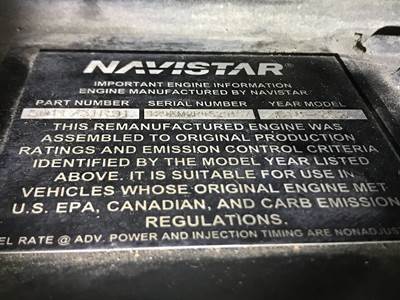 NAVISTAR
IMPORTANT ENGINE INFORMATION
ENGINE MANUFACTURED BY NAVISTAR
PART NUMBER SERIAL NUMBER YEAR MODEL
THIS REMANUFACTURED ENGINE WAS
ASSEMBLED TO ORIGINAL PRODUCTION
RATINGS AND EMISSION CONTROL CRITERIA
IDENTIFIED BY THE MODEL YEAR LISTED
ABOVE. IT IS SUITABLE FOR USE IN
VEHICLES WHOSE ORIGINAL ENGINE MET
U.S. EPA, CANADIAN, AND CARB EMISSION
REGULATIONS.
EL RATE @ ADV. POWER AND INJECTION TIMING ARE NONADJUST